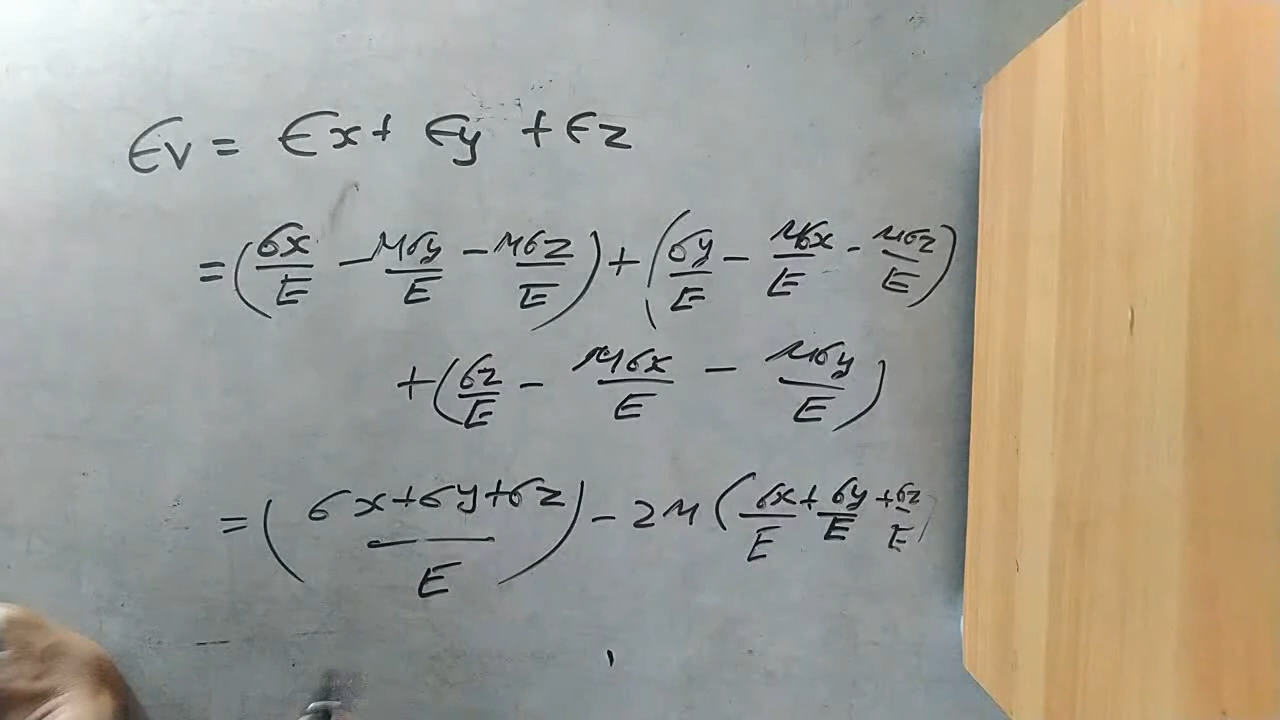 ϵv = ϵx + ϵy + ϵz
= (σx/E − μσy/E − μσz/E) + (σy/E − μσx/E − μσz/E)
+ (σz/E − μσx/E − μσy/E)
= (σx+σy+σz/E) − 2μ (σx/E + σy/E + σz/E)